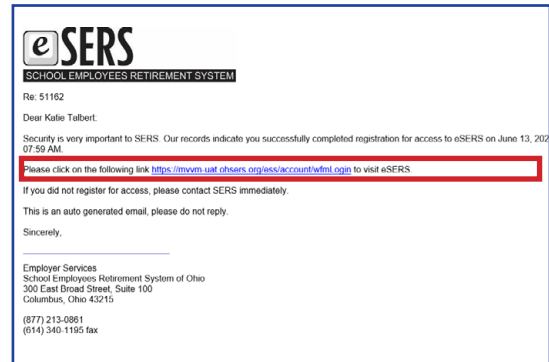 e SERS
SCHOOL EMPLOYEES RETIREMENT SYSTEM
Re: 51162
Dear Katie Talbert:
Security is very important to SERS. Our records indicate you successfully completed registration for access to eSERS on June 13, 202
07:59 AM.
Please click on the following link https://mvvm-uat.ohsers.org/ess/account/wfmLogin to visit eSERS.
If you did not register for access, please contact SERS immediately.
This is an auto generated email, please do not reply.
Sincerely,
Employer Services
School Employees Retirement System of Ohio
300 East Broad Street, Suite 100
Columbus, Ohio 43215
(877) 213-0861
(614) 340-1195 fax